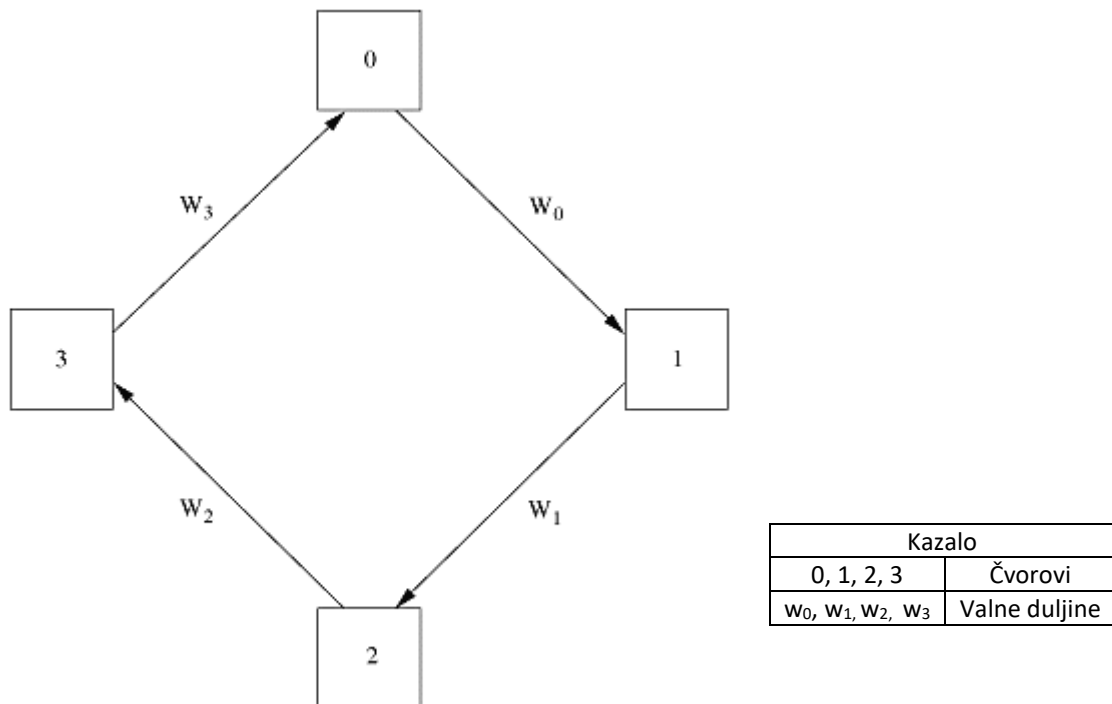 0
W₃
W₀
3
1
W₂
W₁
2
Kazalo
0, 1, 2, 3 Čvorovi
w₀, w₁, w₂, w₃ Valne duljine